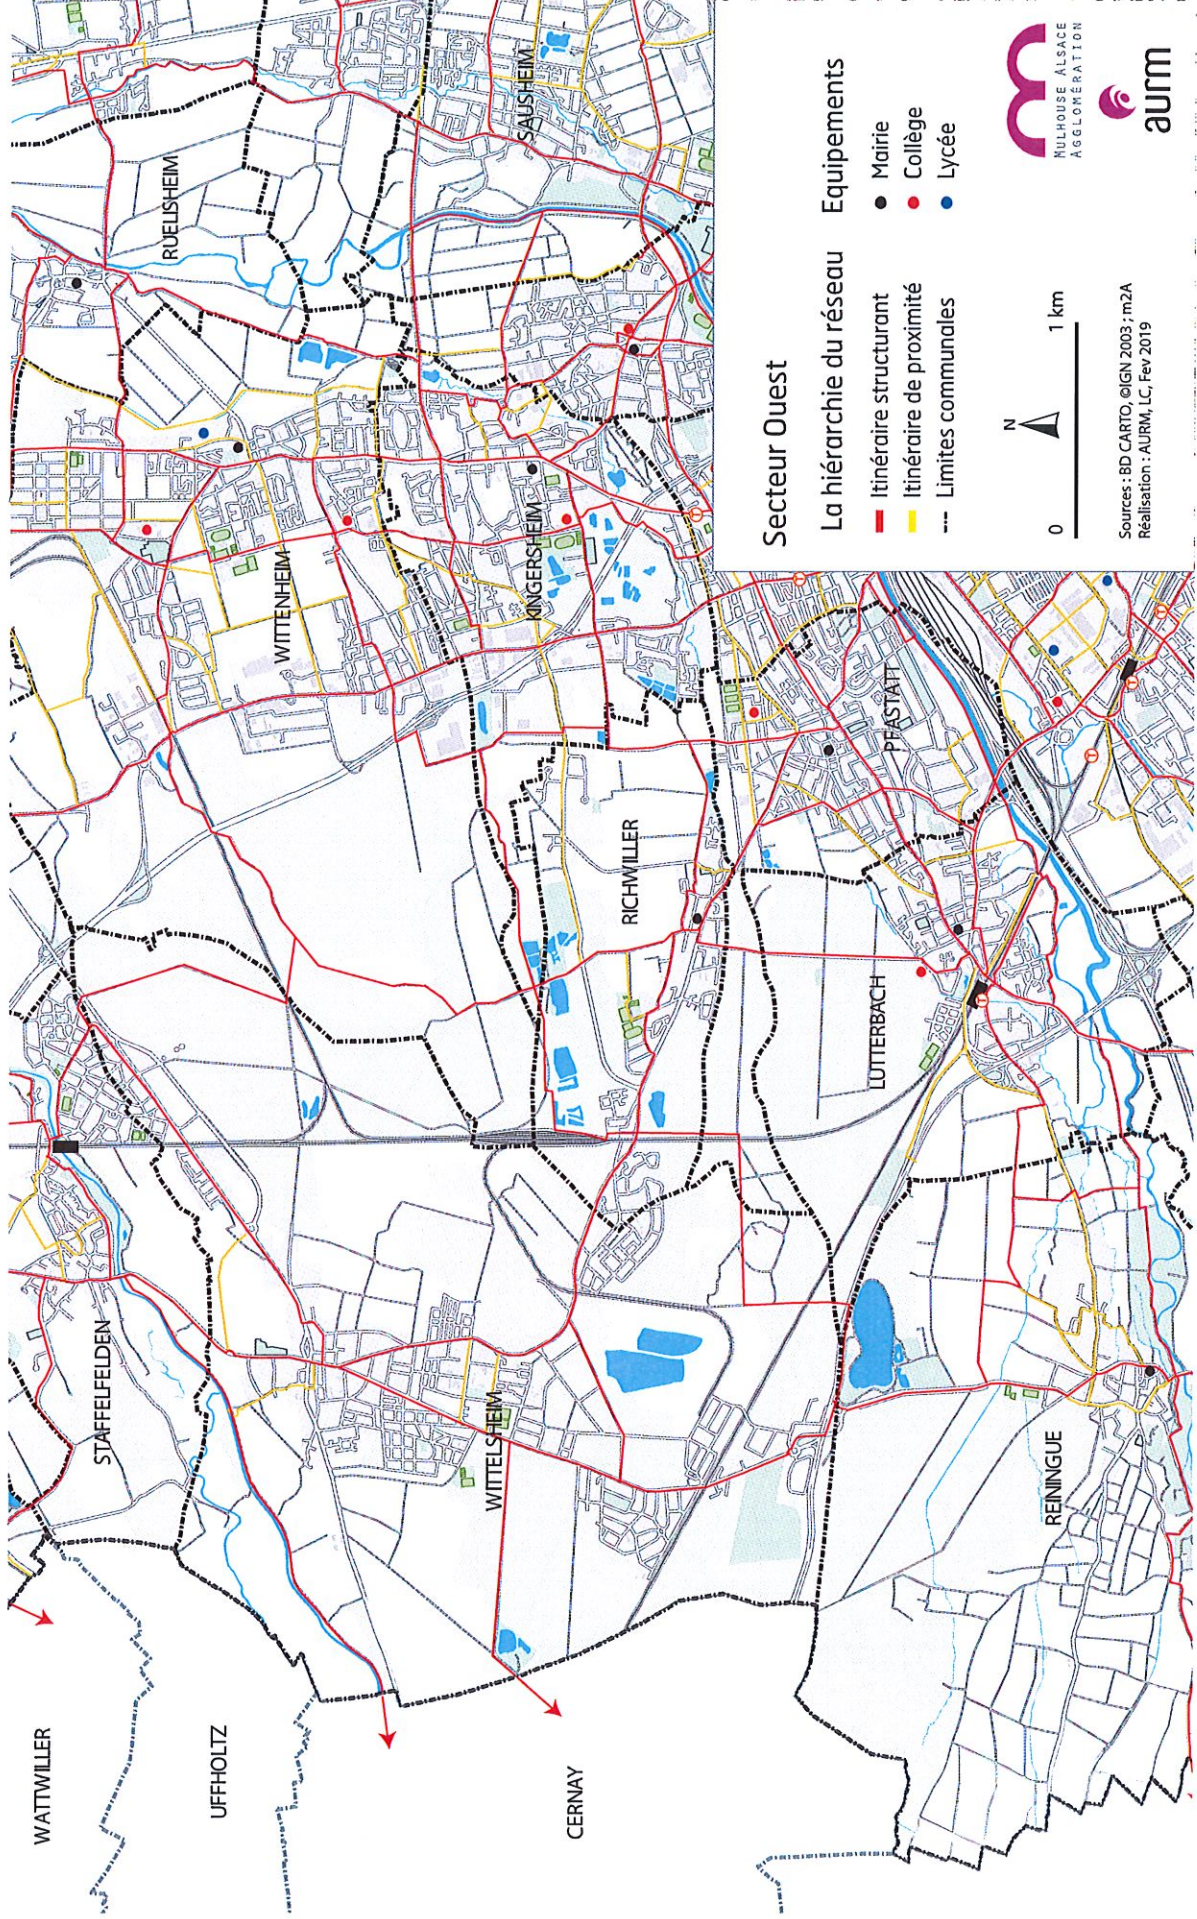 WATTWILLER
UFFHOLTZ
CERNAY
STAFFELFELDEN
WITTELSHEIM
REININGUE
LUTTERBACH
RICHWILLER
PFASTATT
WITTENHEIM
KINGERSHEIM
RUELISHEIM
SAUSHEIM
Secteur Ouest
La hiérarchie du réseau
Itinéraire structurant
Itinéraire de proximité
Limites communales
Equipements
Mairie
Collège
Lycée
N
0 1 km
Sources : BD CARTO, ©IGN 2003 ; m2A
Réalisation : AURM, LC, Fev 2019
MULHOUSE ALSACE
AGGLOMÉRATION
aurm